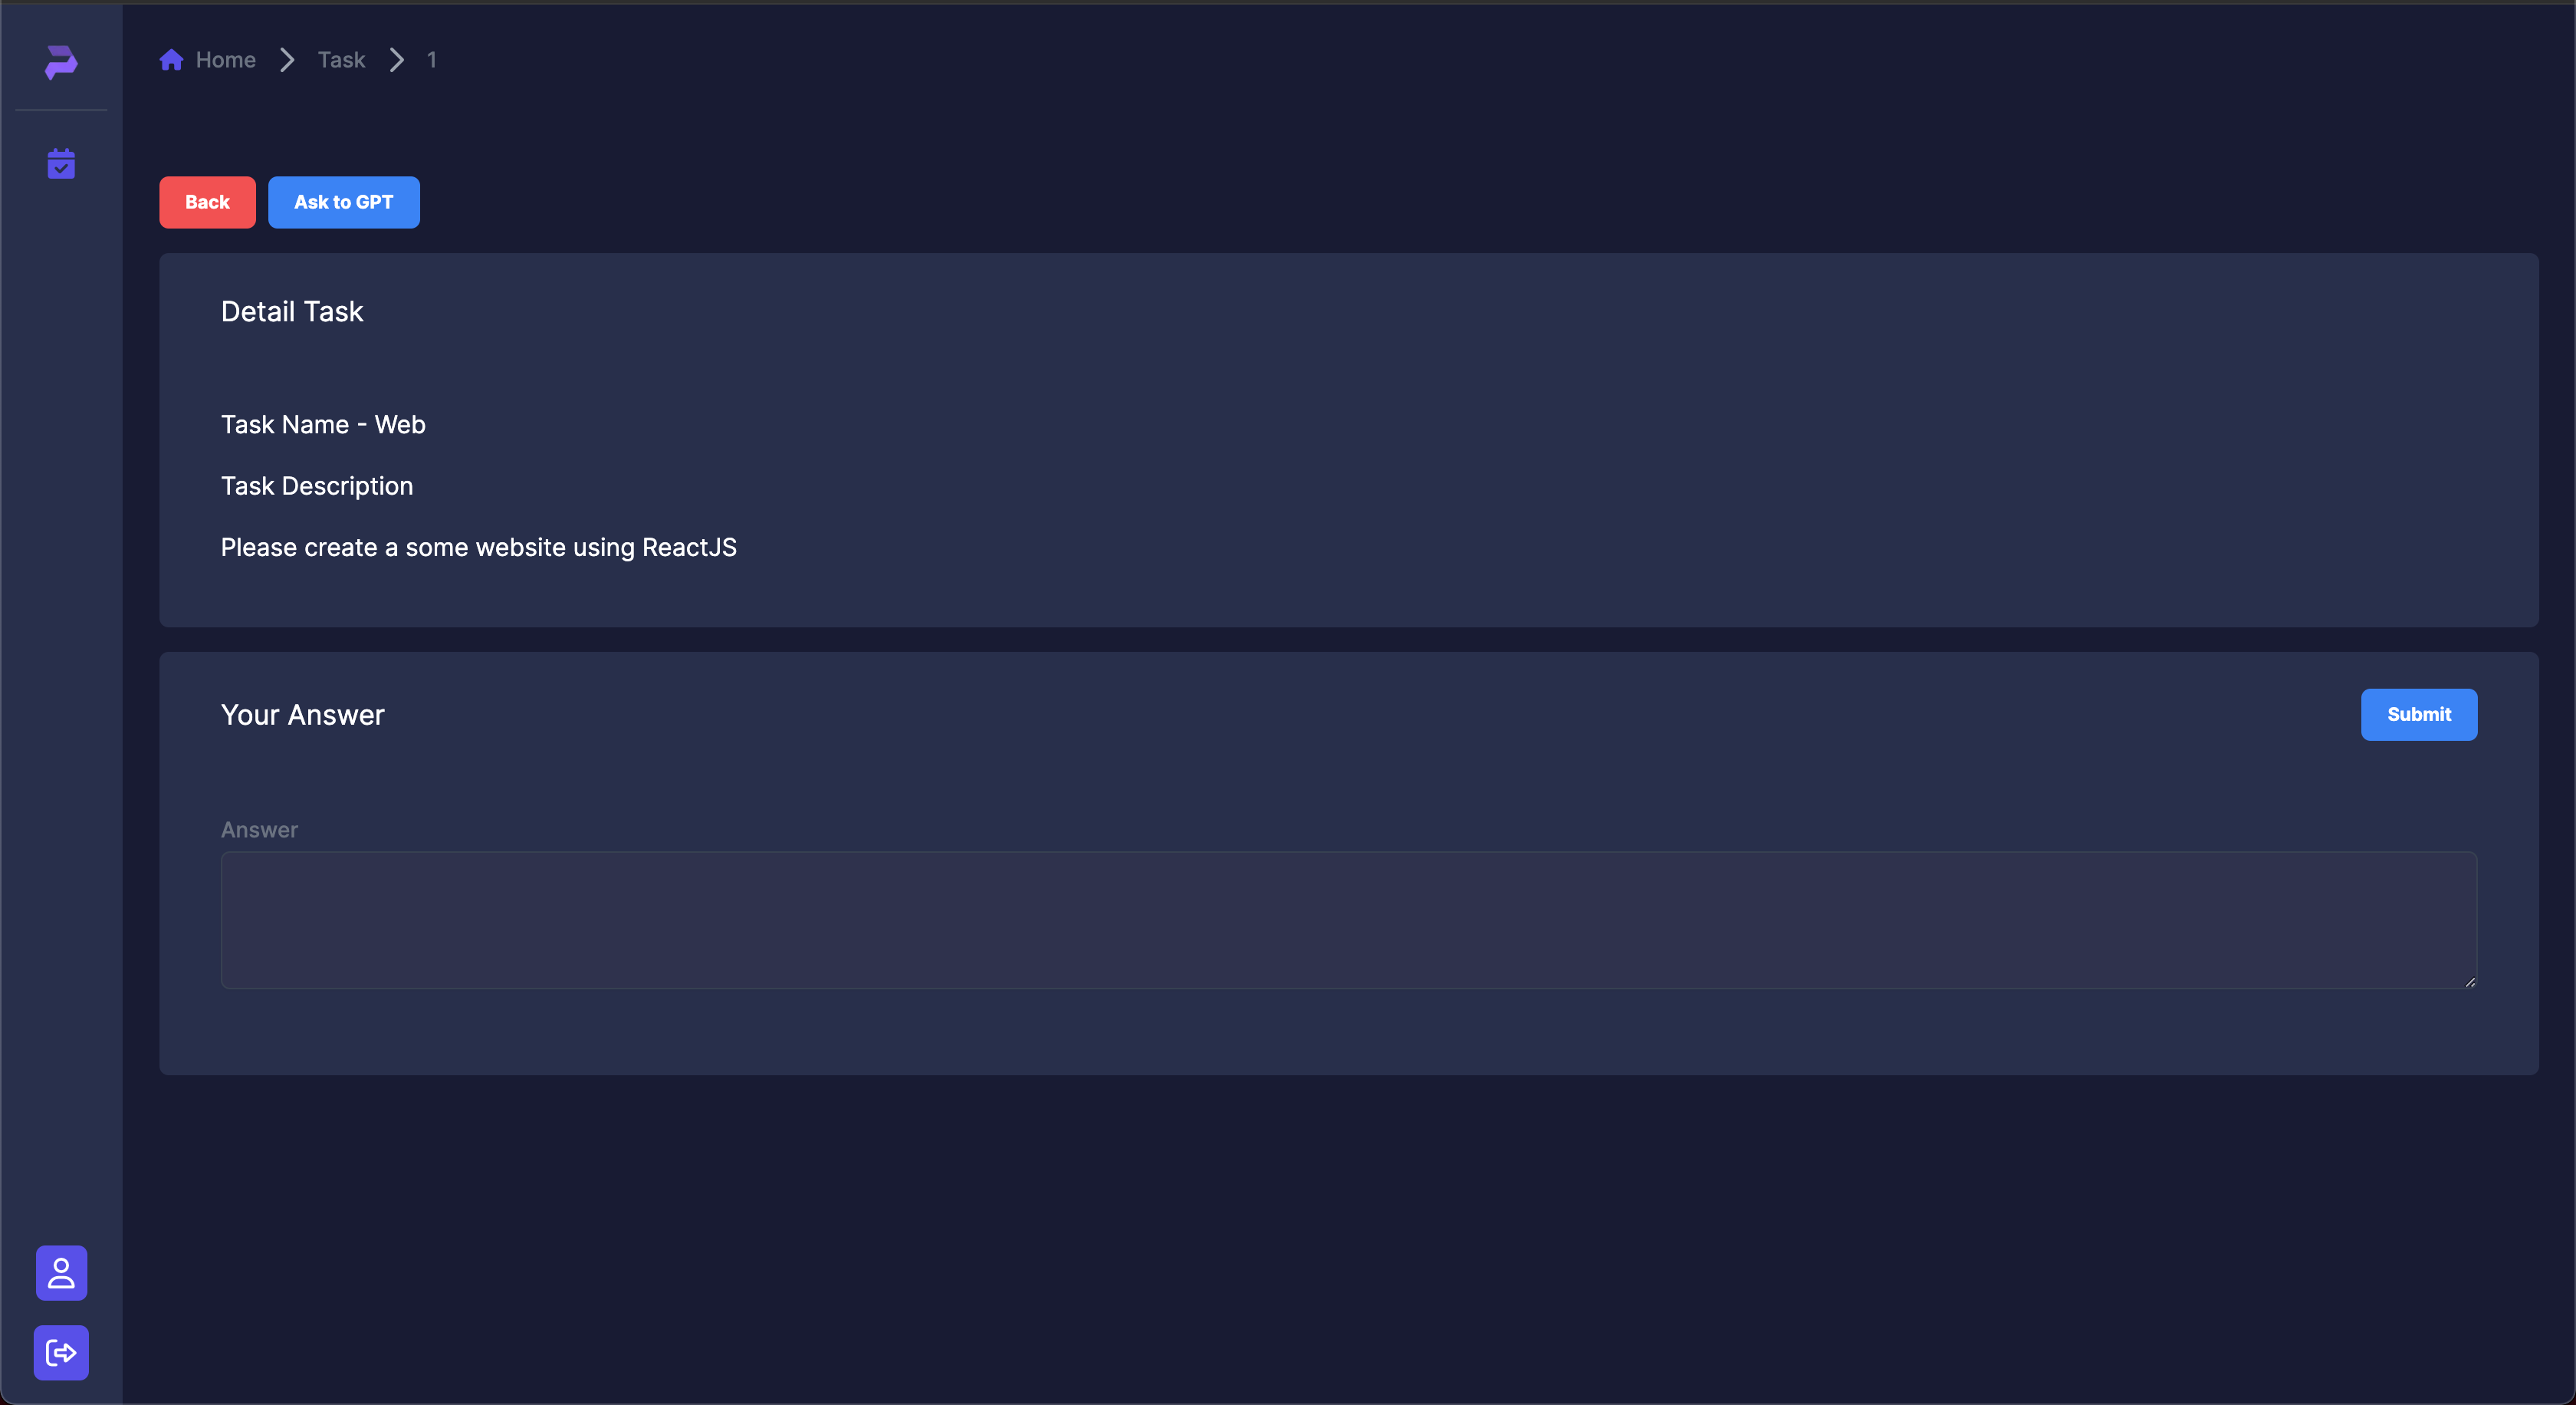 Home Task 1
Back Ask to GPT
Detail Task
Task Name - Web
Task Description
Please create a some website using ReactJS
Your Answer Submit
Answer